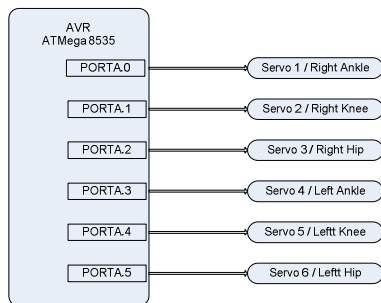 AVR
ATMega 8535
PORTA.0
Servo 1 / Right Ankle
PORTA.1
Servo 2 / Right Knee
PORTA.2
Servo 3 / Right Hip
PORTA.3
Servo 4 / Left Ankle
PORTA.4
Servo 5 / Leftt Knee
PORTA.5
Servo 6 / Leftt Hip